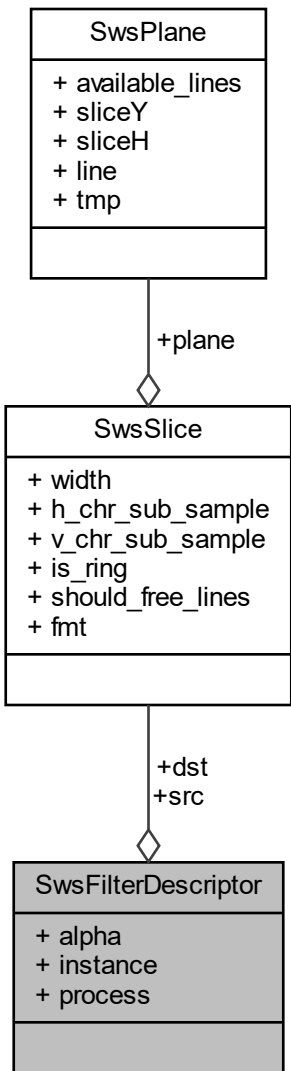 SwsPlane
+ available_lines
+ sliceY
+ sliceH
+ line
+ tmp
+plane
SwsSlice
+ width
+ h_chr_sub_sample
+ v_chr_sub_sample
+ is_ring
+ should_free_lines
+ fmt
+dst
+src
SwsFilterDescriptor
+ alpha
+ instance
+ process